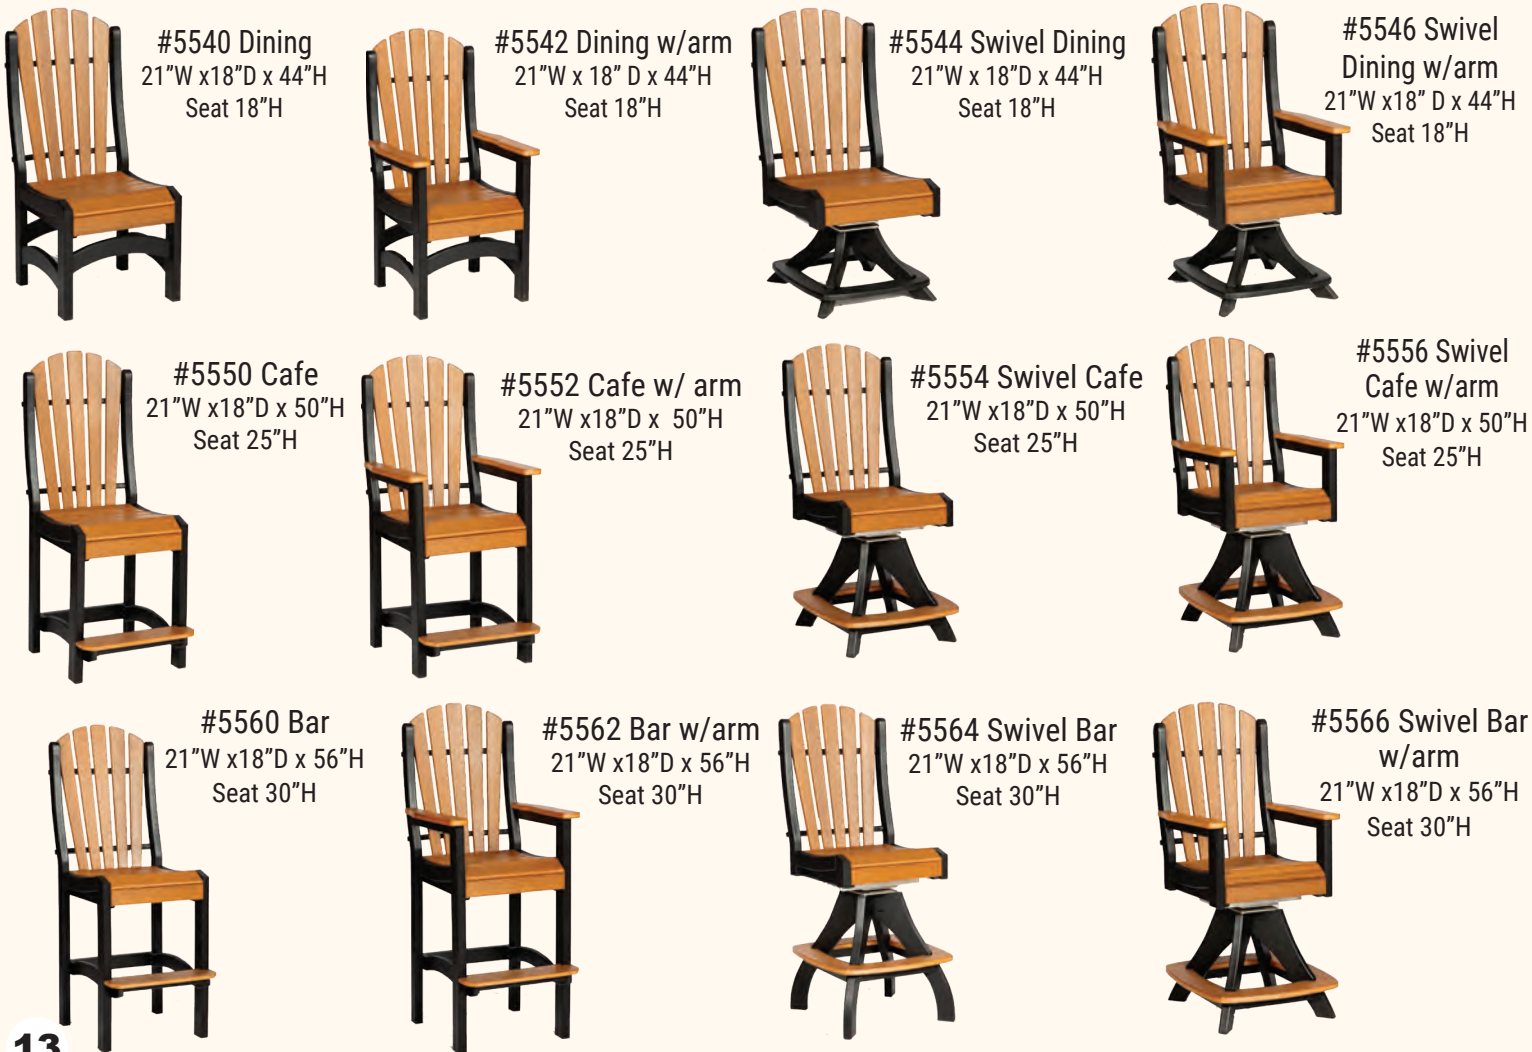 #5540 Dining
21”W x18”D x 44”H
Seat 18”H
#5542 Dining w/arm
21”W x 18” D x 44”H
Seat 18”H
#5544 Swivel Dining
21”W x 18”D x 44”H
Seat 18”H
#5546 Swivel
Dining w/arm
21”W x18” D x 44”H
Seat 18”H
#5550 Cafe
21”W x18”D x 50”H
Seat 25”H
#5552 Cafe w/ arm
21”W x18”D x 50”H
Seat 25”H
#5554 Swivel Cafe
21”W x18”D x 50”H
Seat 25”H
#5556 Swivel
Cafe w/arm
21”W x18”D x 50”H
Seat 25”H
#5560 Bar
21”W x18”D x 56”H
Seat 30”H
#5562 Bar w/arm
21”W x18”D x 56”H
Seat 30”H
#5564 Swivel Bar
21”W x18”D x 56”H
Seat 30”H
#5566 Swivel Bar
w/arm
21”W x18”D x 56”H
Seat 30”H
13